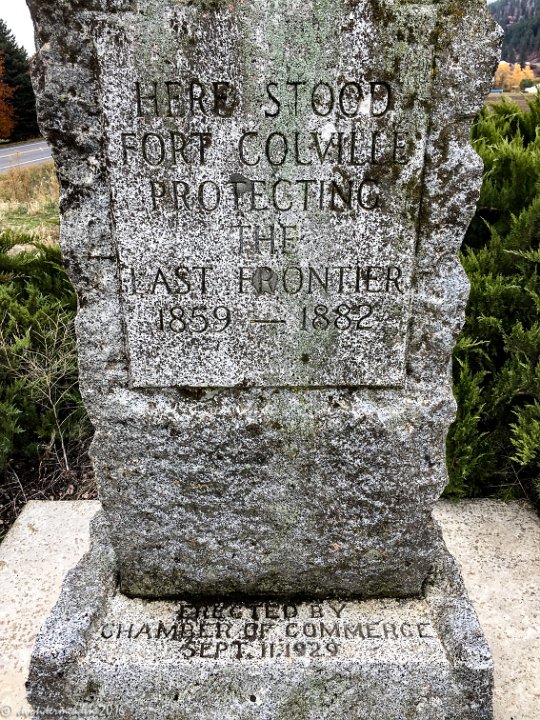 HERE STOOD
FORT COLVILLE
PROTECTING
THE
LAST FRONTIER
1859 — 1882
ERECTED BY
CHAMBER OF COMMERCE
SEPT. 11 1929